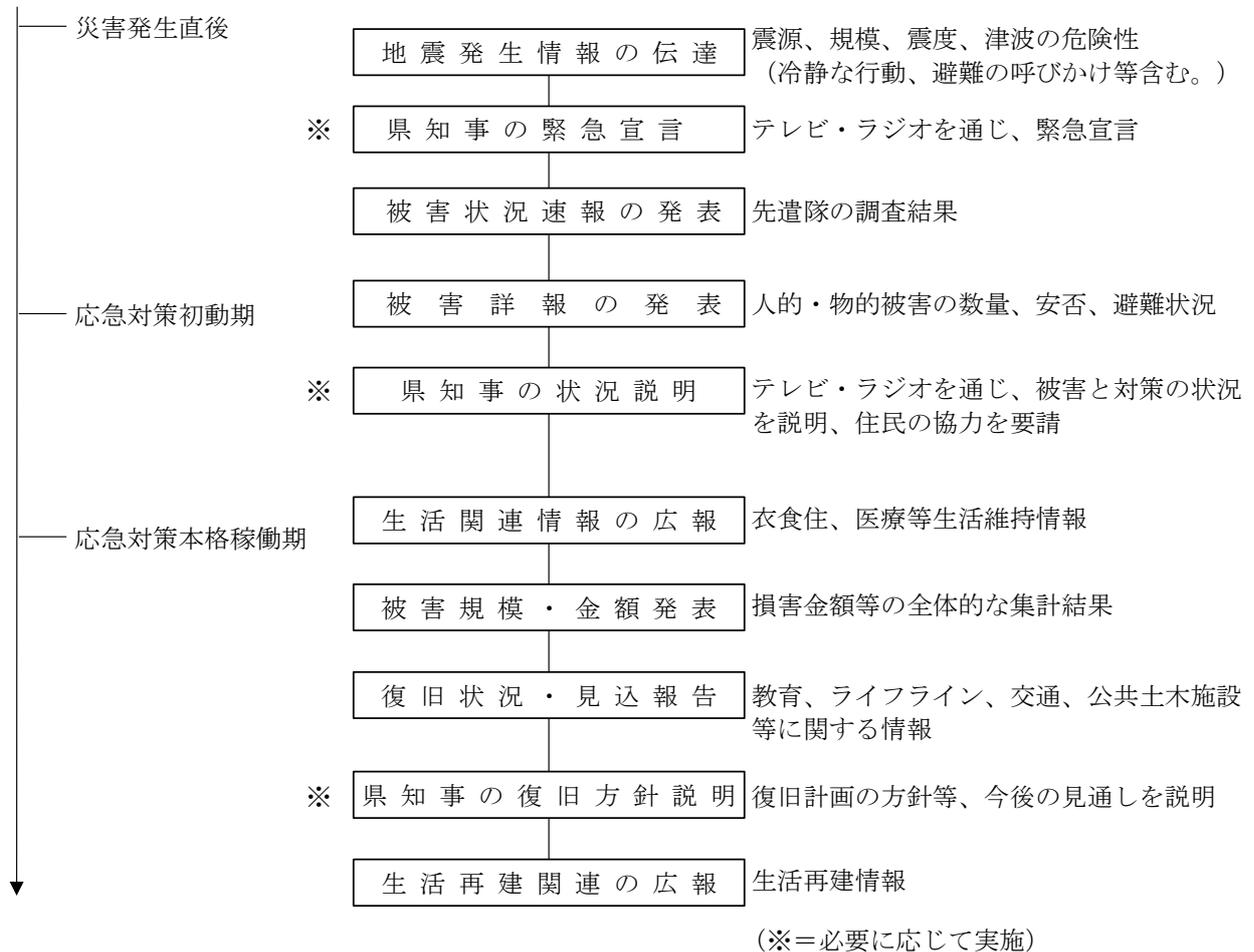 災害発生直後
地震発生情報の伝達
震源、規模、震度、津波の危険性
（冷静な行動、避難の呼びかけ等含む。）
※
県知事の緊急宣言
テレビ・ラジオを通じ、緊急宣言
被害状況速報の発表
先遣隊の調査結果
応急対策初動期
被害詳報の発表
人的・物的被害の数量、安否、避難状況
※
県知事の状況説明
テレビ・ラジオを通じ、被害と対策の状況
を説明、住民の協力を要請
応急対策本格稼働期
生活関連情報の広報
衣食住、医療等生活維持情報
被害規模・金額発表
損害金額等の全体的な集計結果
復旧状況・見込報告
教育、ライフライン、交通、公共土木施設
等に関する情報
※
県知事の復旧方針説明
復旧計画の方針等、今後の見通しを説明
生活再建関連の広報
生活再建情報
（※＝必要に応じて実施）